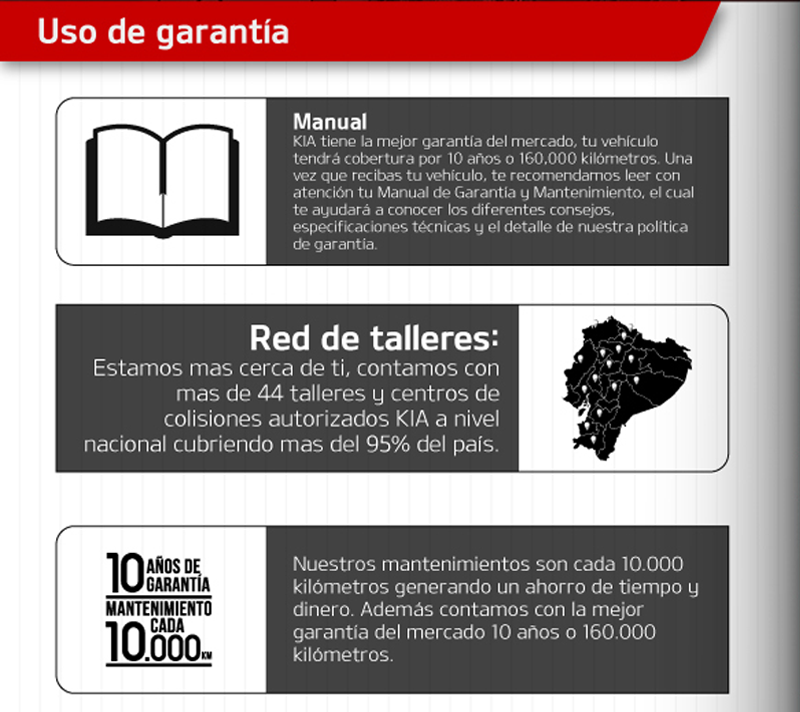 Uso de garantía
Manual
KIA tiene la mejor garantía del mercado, tu vehículo
tendrá cobertura por 10 años o 160.000 kilómetros. Una
vez que recibas tu vehículo, te recomendamos leer con
atención tu Manual de Garantía y Mantenimiento, el cual
te ayudará a conocer los diferentes consejos,
especificaciones técnicas y el detalle de nuestra política
de garantía.
Red de talleres:
Estamos mas cerca de ti, contamos con
mas de 44 talleres y centros de
colisiones autorizados KIA a nivel
nacional cubriendo mas del 95% del país.
10 AÑOS DE
GARANTÍA
MANTENIMIENTO
CADA
10.000 KM
Nuestros mantenimientos son cada 10.000
kilómetros generando un ahorro de tiempo y
dinero. Además contamos con la mejor
garantía del mercado 10 años o 160.000
kilómetros.